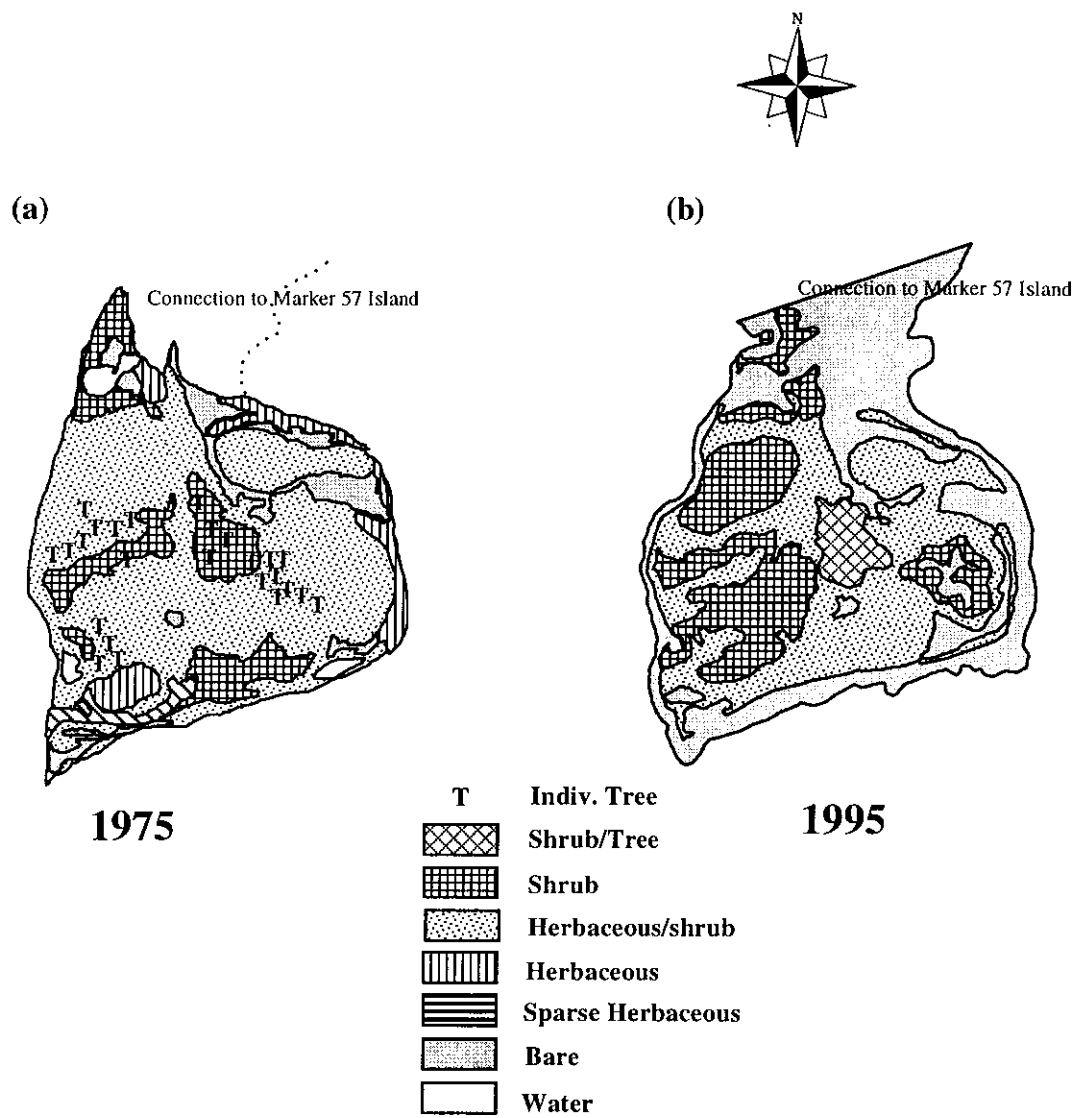 N
(a)
(b)
Connection to Marker 57 Island
Connection to Marker 57 Island
T
T T T T
T T T
T
T
T T
T
T T
T T
T T T T
T T
T
T T
T T
T
1975
1995
T Indiv. Tree
Shrub/Tree
Shrub
Herbaceous/shrub
Herbaceous
Sparse Herbaceous
Bare
Water